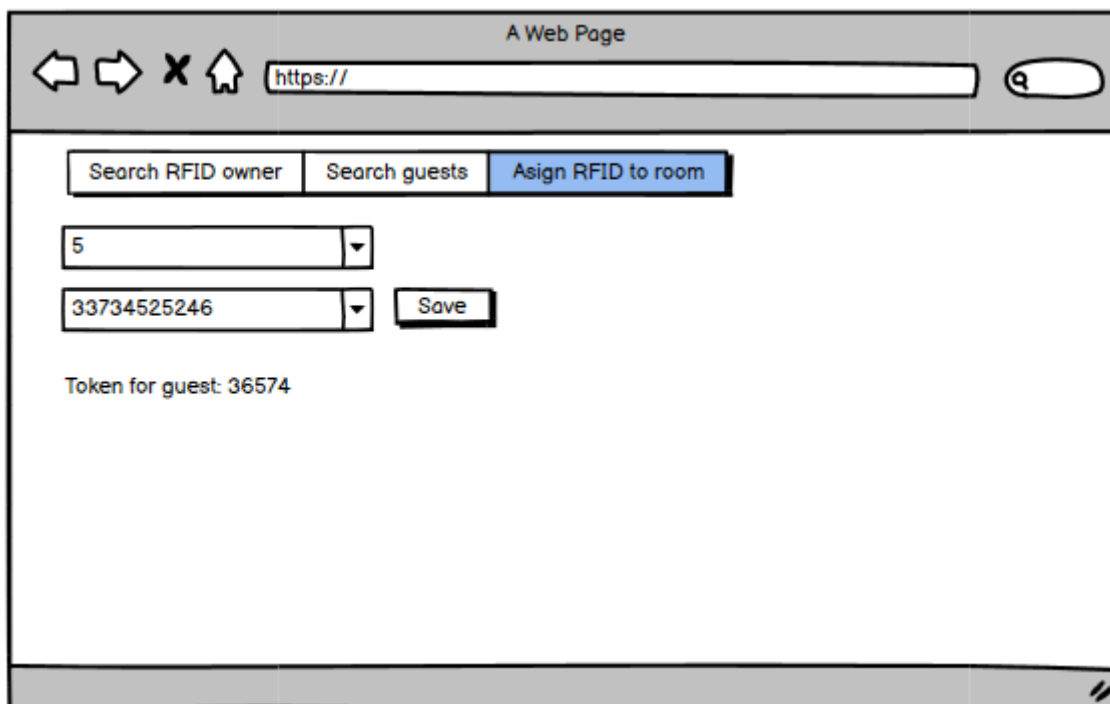 A Web Page
https://
Search RFID owner Search guests Asign RFID to room
5
33734525246 Save
Token for guest: 36574